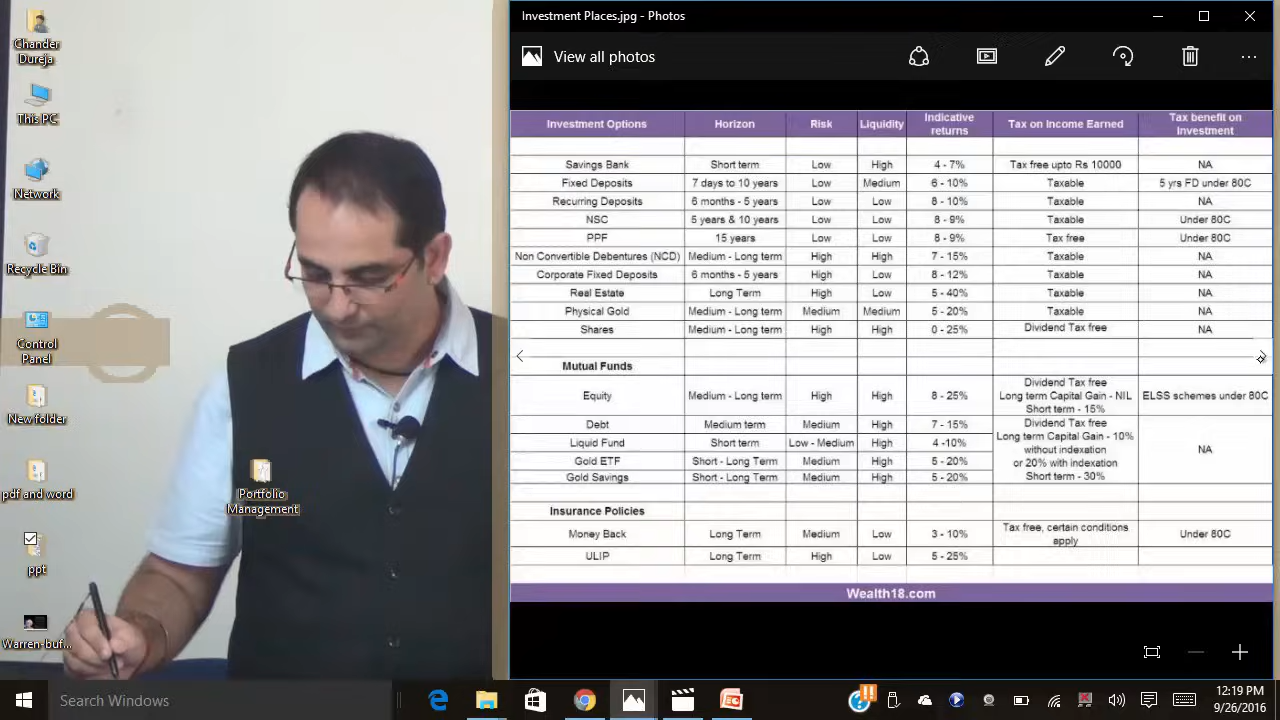 Chander
Dureja
This PC
Network
Recycle Bin
Control
Panel
New folder
pdf and word
ppt
Warren-buf...
Portfolio
Management
Investment Places.jpg - Photos
View all photos
Investment Options Horizon Risk Liquidity Indicative returns Tax on Income Earned Tax benefit on Investment
Savings Bank Short term Low High 4 - 7% Tax free upto Rs 10000 NA
Fixed Deposits 7 days to 10 years Low Medium 6 - 10% Taxable 5 yrs FD under 80C
Recurring Deposits 6 months - 5 years Low Low 8 - 10% Taxable NA
NSC 5 years & 10 years Low Low 8 - 9% Taxable Under 80C
PPF 15 years Low Low 8 - 9% Tax free Under 80C
Non Convertible Debentures (NCD) Medium - Long term High High 7 - 15% Taxable NA
Corporate Fixed Deposits 6 months - 5 years High Low 8 - 12% Taxable NA
Real Estate Long Term High Low 5 - 40% Taxable NA
Physical Gold Medium - Long term Medium Medium 5 - 20% Taxable NA
Shares Medium - Long term High High 0 - 25% Dividend Tax free NA
Mutual Funds
Equity Medium - Long term High High 8 - 25% Dividend Tax free Long term Capital Gain - NIL Short term - 15% ELSS schemes under 80C
Debt Medium term Medium High 7 - 15% Dividend Tax free
Liquid Fund Short term Low - Medium High 4 -10% Long term Capital Gain - 10% without indexation NA
Gold ETF Short - Long Term Medium High 5 - 20% or 20% with indexation
Gold Savings Short - Long Term Medium High 5 - 20% Short term - 30%
Insurance Policies
Money Back Long Term Medium Low 3 - 10% Tax free, certain conditions apply Under 80C
ULIP Long Term High Low 5 - 25%
Wealth18.com
Search Windows
12:19 PM
9/26/2016